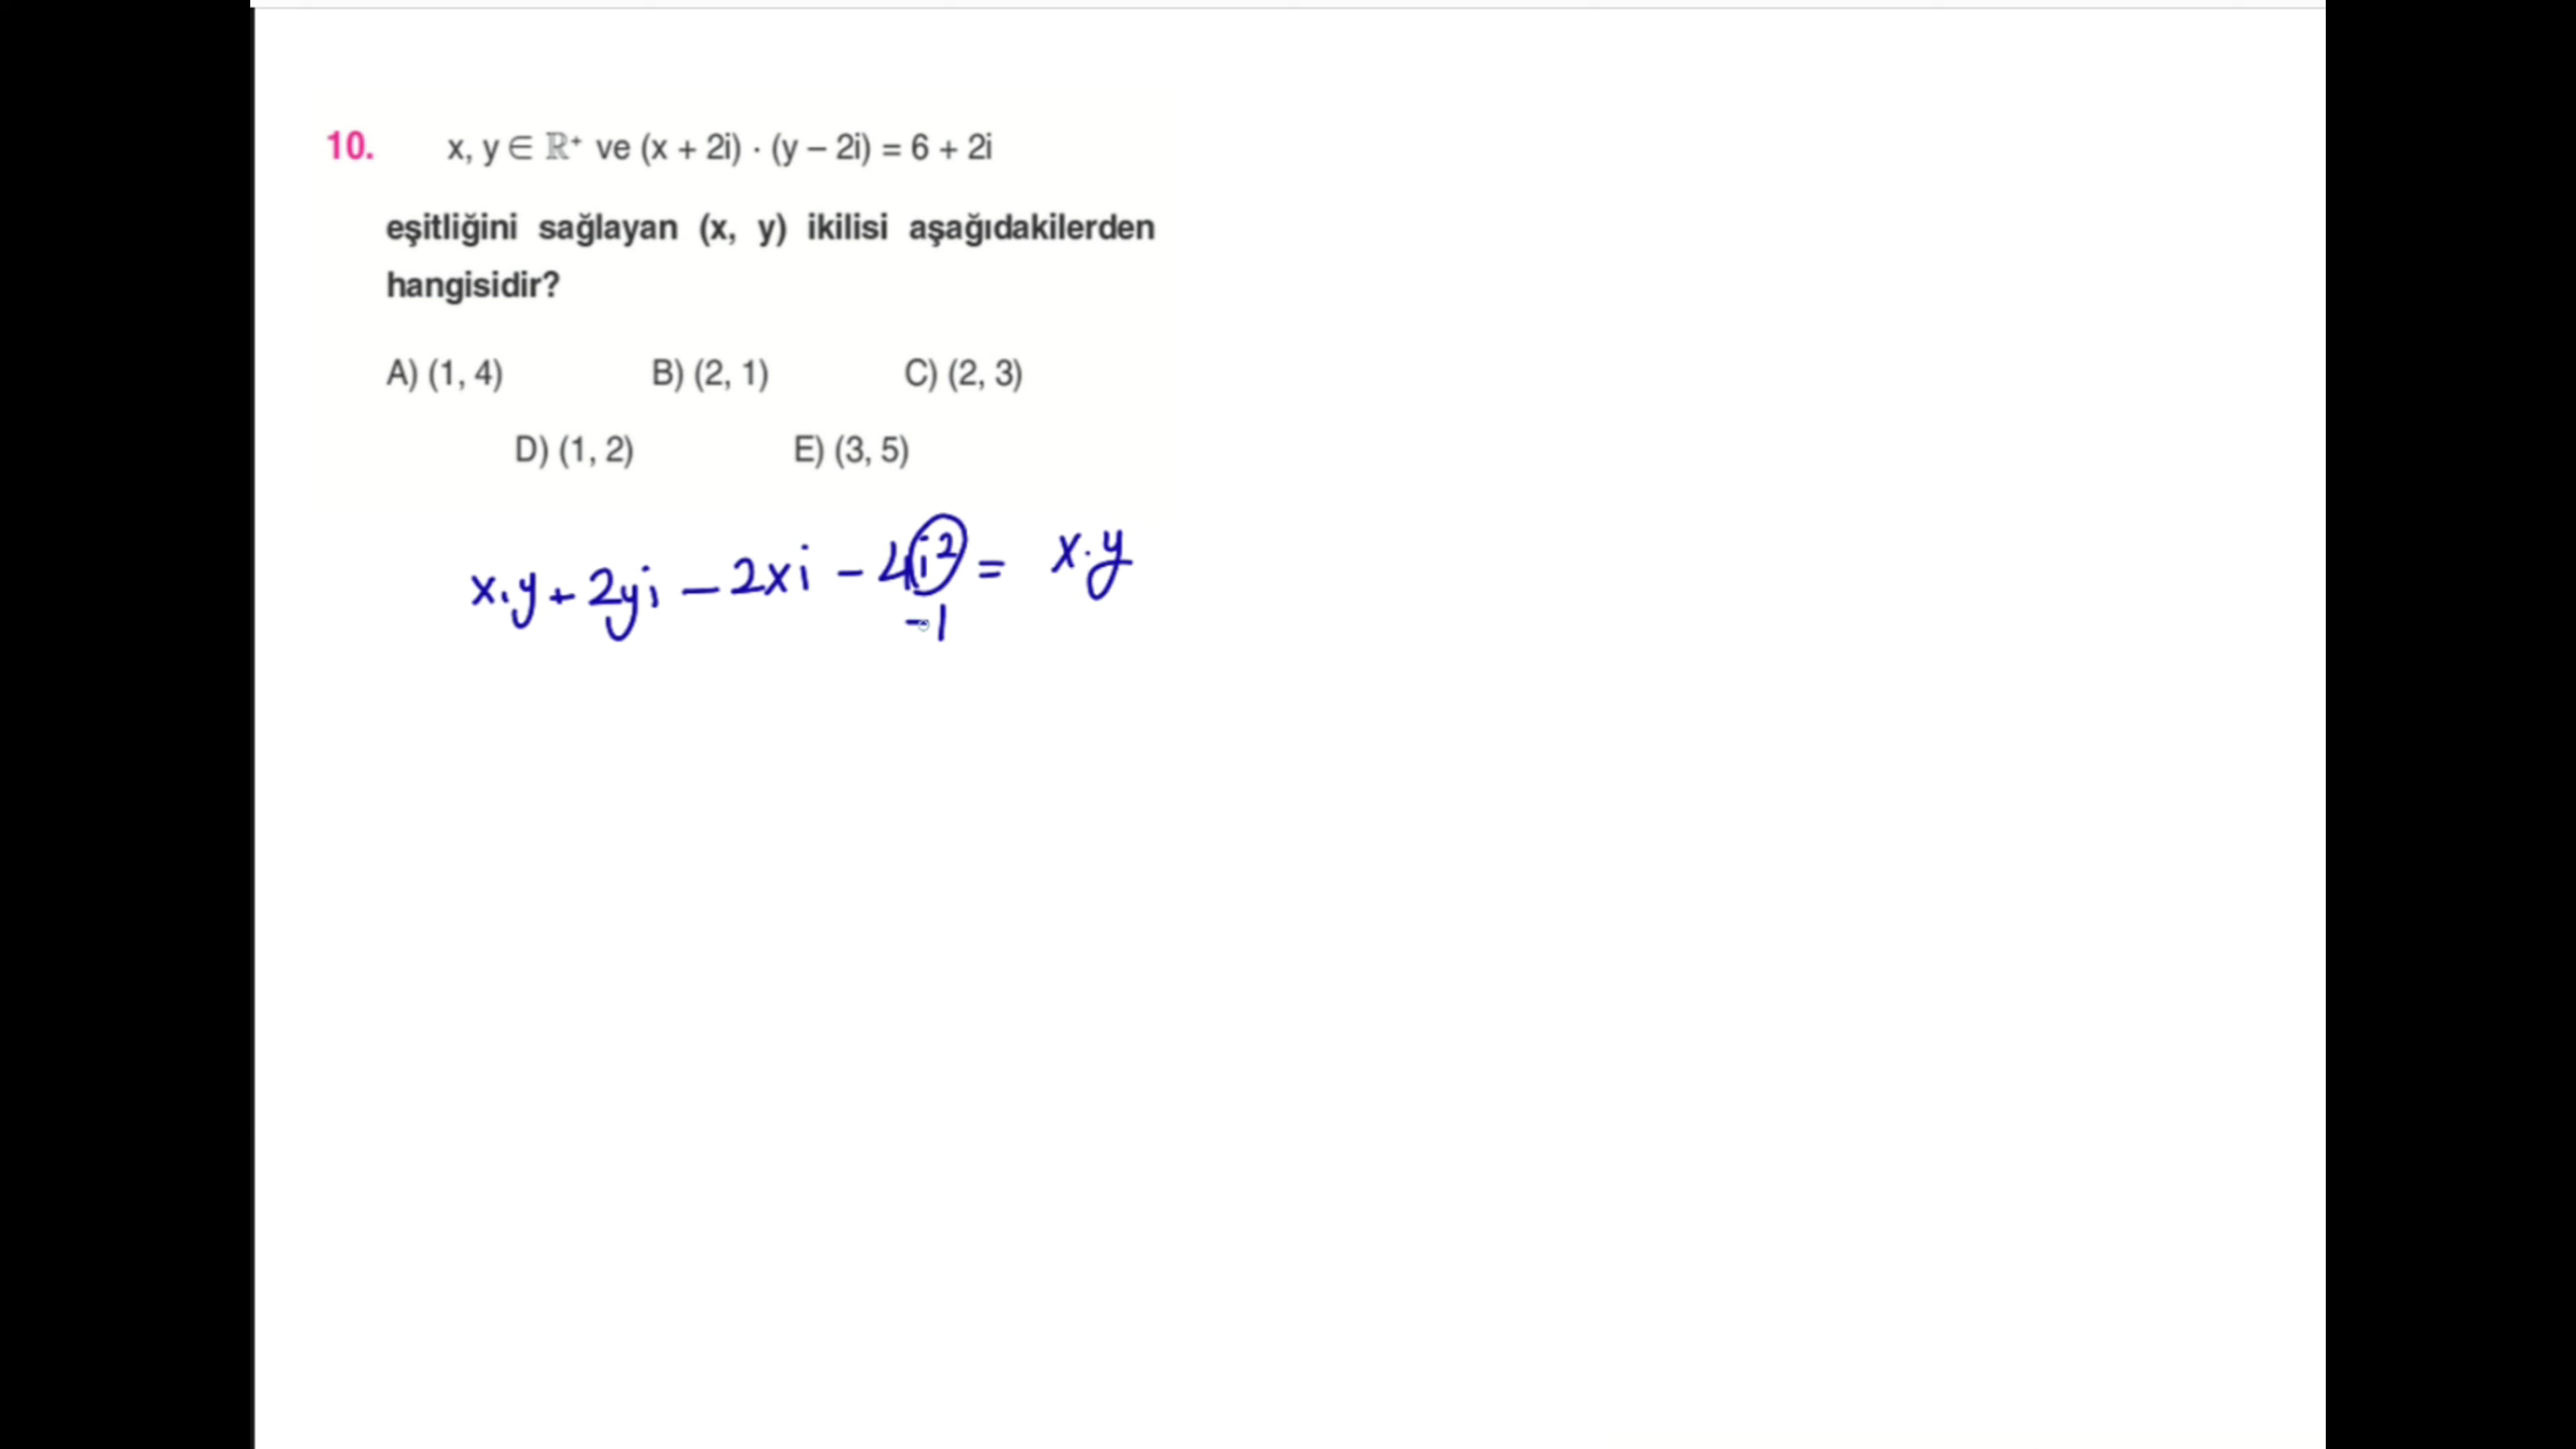 10. x, y ∈ ℝ⁺ ve (x + 2i) · (y – 2i) = 6 + 2i
eşitliğini sağlayan (x, y) ikilisi aşağıdakilerden
hangisidir?
A) (1, 4) B) (2, 1) C) (2, 3)
D) (1, 2) E) (3, 5)
x.y + 2yi – 2xi – 4i² = x.y
-1